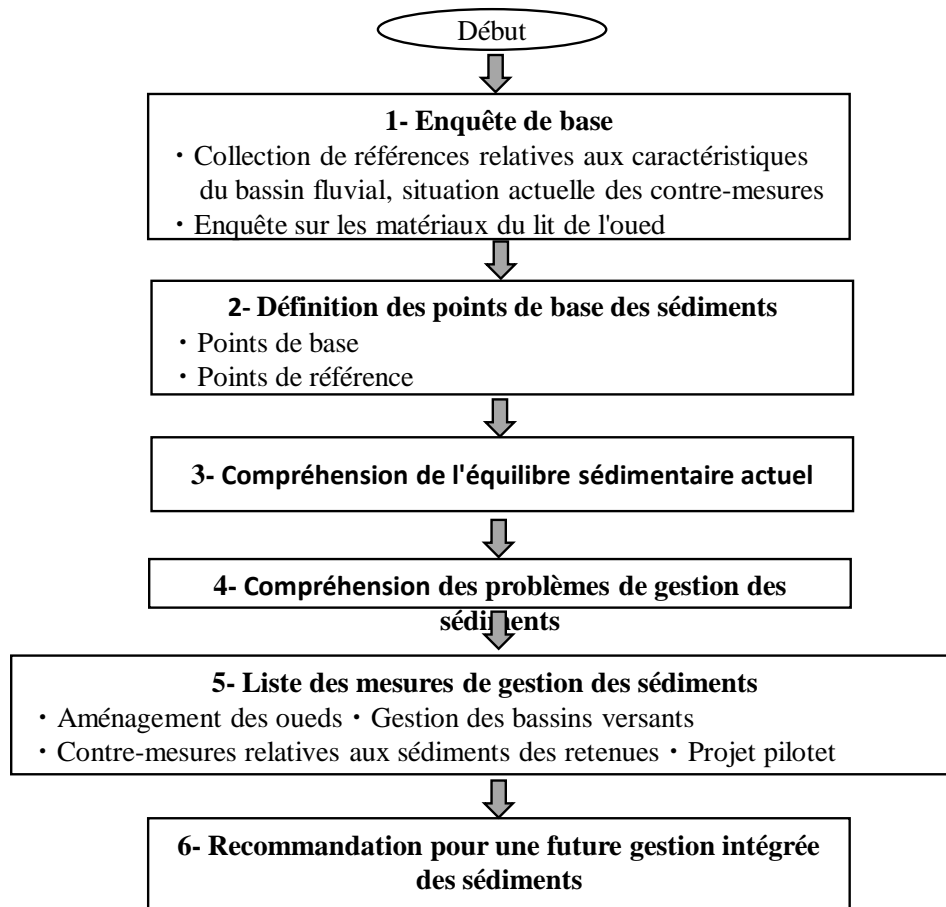 Début
1- Enquête de base
・Collection de références relatives aux caractéristiques
du bassin fluvial, situation actuelle des contre-mesures
・Enquête sur les matériaux du lit de l'oued
2- Définition des points de base des sédiments
・Points de base
・Points de référence
3- Compréhension de l'équilibre sédimentaire actuel
4- Compréhension des problèmes de gestion des
sédiments
5- Liste des mesures de gestion des sédiments
・Aménagement des oueds・Gestion des bassins versants
・Contre-mesures relatives aux sédiments des retenues・Projet pilotet
6- Recommandation pour une future gestion intégrée
des sédiments